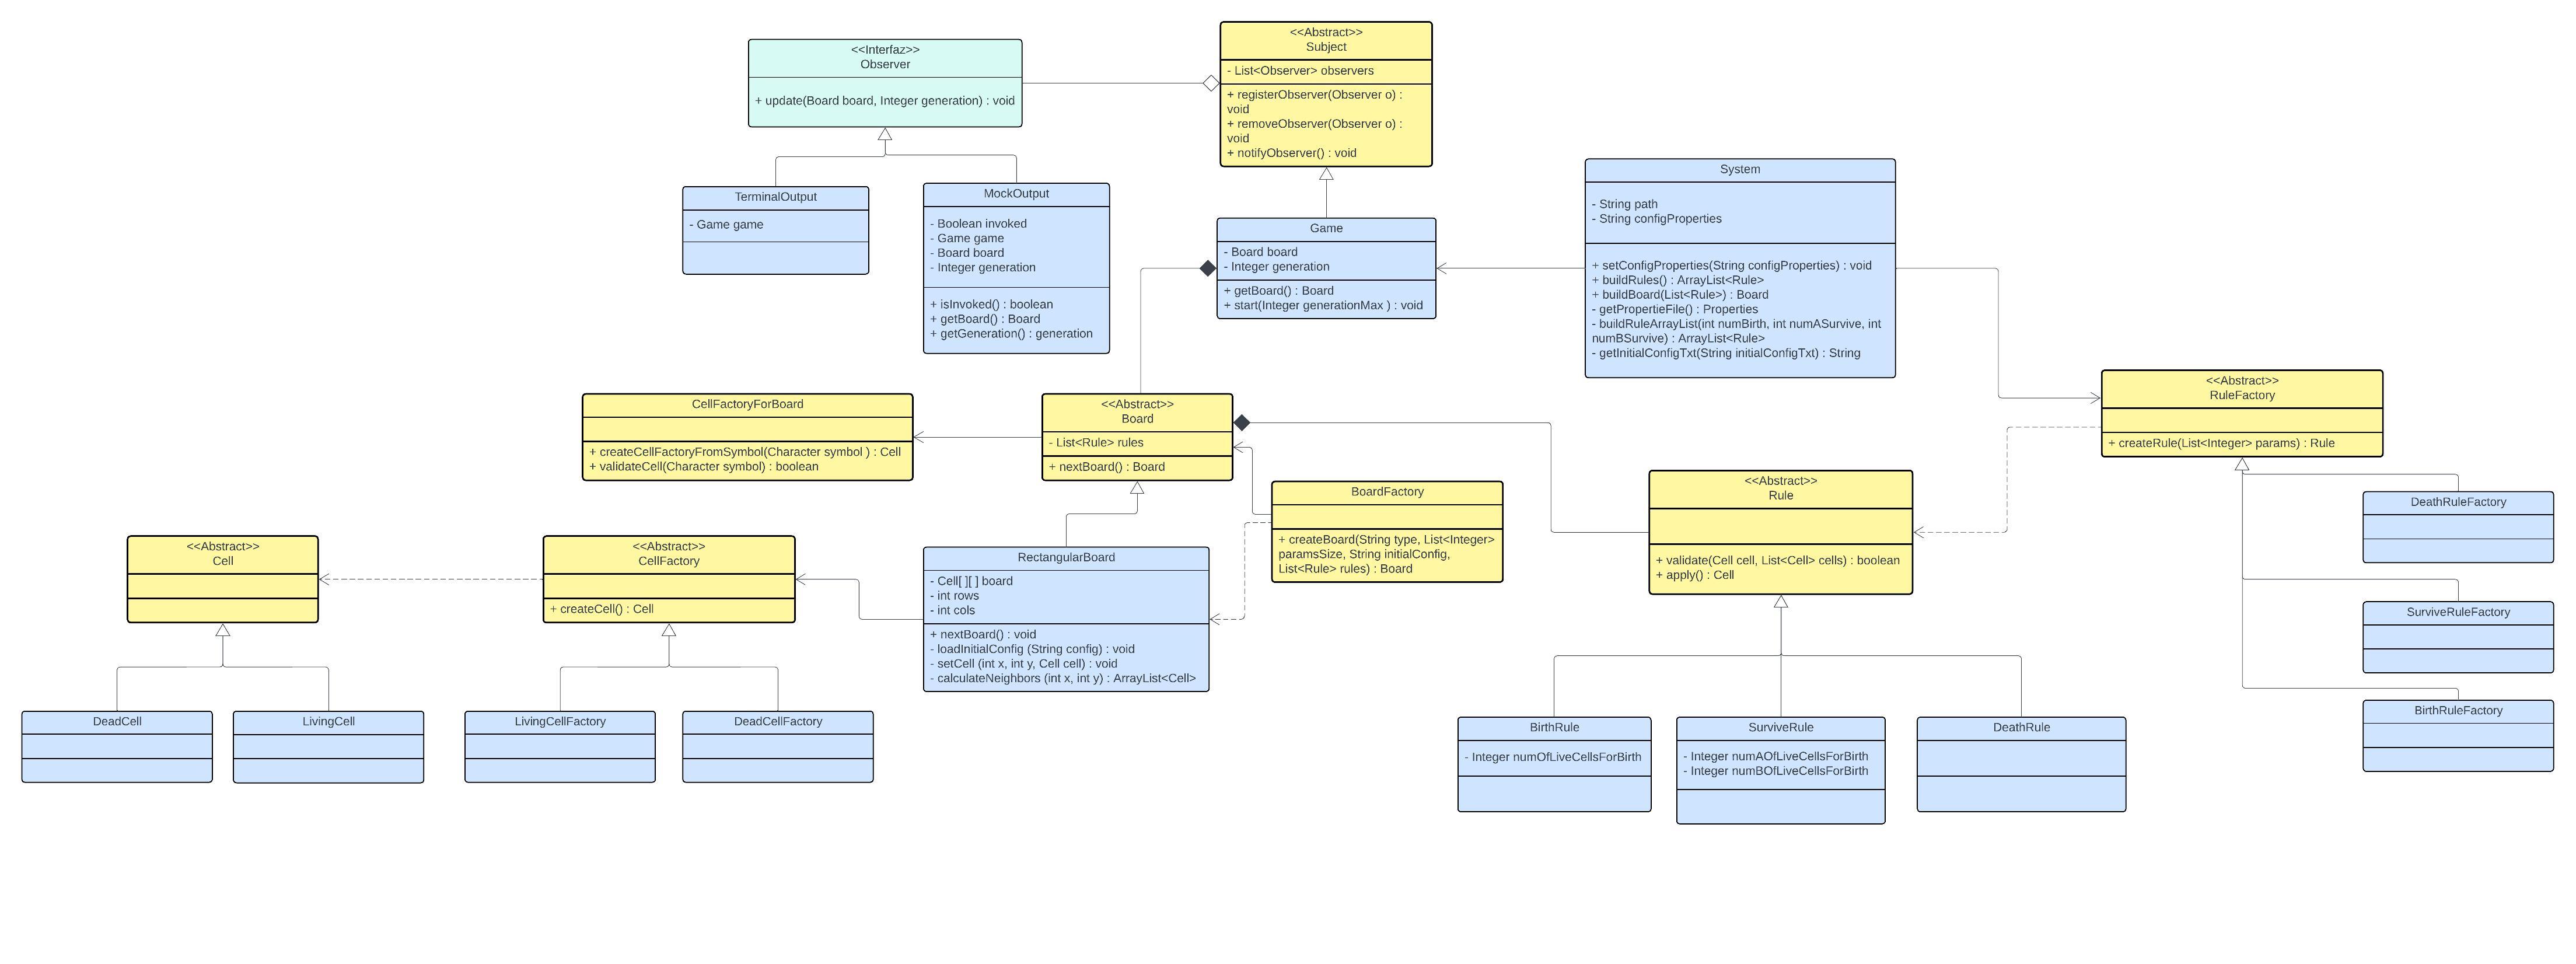 <<Interfaz>>
Observer
+ update(Board board, Integer generation) : void
<<Abstract>>
Subject
- List<Observer> observers
+ registerObserver(Observer o) :
void
+ removeObserver(Observer o) :
void
+ notifyObserver() : void
TerminalOutput
- Game game
MockOutput
- Boolean invoked
- Game game
- Board board
- Integer generation
+ isInvoked() : boolean
+ getBoard() : Board
+ getGeneration() : generation
Game
- Board board
- Integer generation
+ getBoard() : Board
+ start(Integer generationMax ) : void
System
- String path
- String configProperties
+ setConfigProperties(String configProperties) : void
+ buildRules() : ArrayList<Rule>
+ buildBoard(List<Rule>) : Board
- getPropertieFile() : Properties
- buildRuleArrayList(int numBirth, int numASurvive, int
numBSurvive) : ArrayList<Rule>
- getInitialConfigTxt(String initialConfigTxt) : String
CellFactoryForBoard
+ createCellFactoryFromSymbol(Character symbol ) : Cell
+ validateCell(Character symbol) : boolean
<<Abstract>>
Board
- List<Rule> rules
+ nextBoard() : Board
<<Abstract>>
RuleFactory
+ createRule(List<Integer> params) : Rule
BoardFactory
+ createBoard(String type, List<Integer>
paramsSize, String initialConfig,
List<Rule> rules) : Board
<<Abstract>>
Rule
+ validate(Cell cell, List<Cell> cells) : boolean
+ apply() : Cell
DeathRuleFactory
SurviveRuleFactory
BirthRuleFactory
<<Abstract>>
Cell
<<Abstract>>
CellFactory
+ createCell() : Cell
RectangularBoard
- Cell[ ][ ] board
- int rows
- int cols
+ nextBoard() : void
- loadInitialConfig (String config) : void
- setCell (int x, int y, Cell cell) : void
- calculateNeighbors (int x, int y) : ArrayList<Cell>
DeadCell
LivingCell
LivingCellFactory
DeadCellFactory
BirthRule
- Integer numOfLiveCellsForBirth
SurviveRule
- Integer numAOfLiveCellsForBirth
- Integer numBOfLiveCellsForBirth
DeathRule